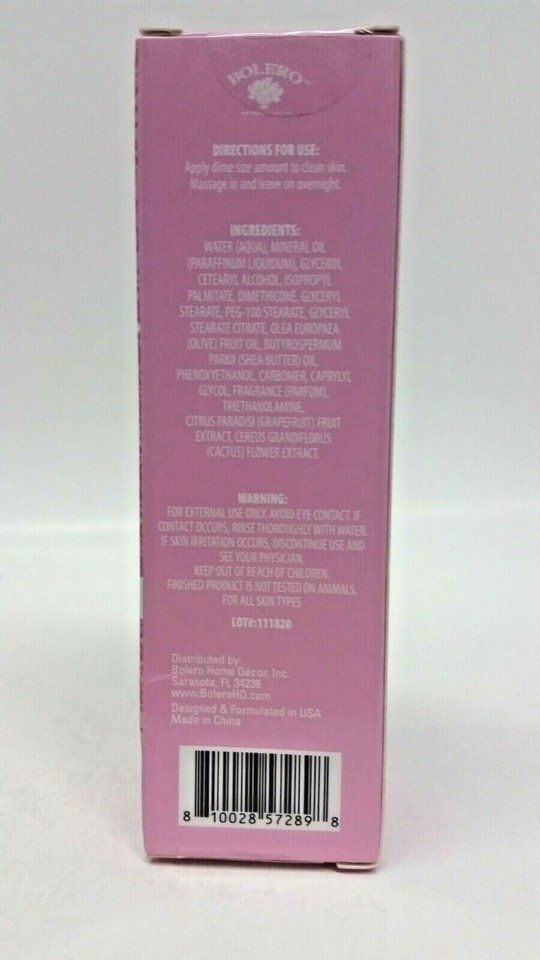 BOLERO
DIRECTIONS FOR USE:
Apply dime size amount to clean skin.
Massage in and leave on overnight.
INGREDIENTS:
WATER (AQUA), MINERAL OIL
(PARAFFINUM LIQUIDUM), GLYCERIN,
CETEARYL ALCOHOL, ISOPROPYL
PALMITATE, DIMETHICONE, GLYCERYL
STEARATE, PEG-100 STEARATE, GLYCERYL
STEARATE CITRATE, OLEA EUROPAEA
(OLIVE) FRUIT OIL, BUTYROSPERMUM
PARKII (SHEA BUTTER) OIL,
PHENOXYETHANOL, CARBOMER, CAPRYLYL
GLYCOL, FRAGRANCE (PARFUM),
TRIETHANOLAMINE,
CITRUS PARADISI (GRAPEFRUIT) FRUIT
EXTRACT, CEREUS GRANDIFLORUS
(CACTUS) FLOWER EXTRACT.
WARNING:
FOR EXTERNAL USE ONLY. AVOID EYE CONTACT. IF
CONTACT OCCURS, RINSE THOROUGHLY WITH WATER.
IF SKIN IRRITATION OCCURS, DISCONTINUE USE AND
SEE YOUR PHYSICIAN.
KEEP OUT OF REACH OF CHILDREN.
FINISHED PRODUCT IS NOT TESTED ON ANIMALS.
FOR ALL SKIN TYPES
LOT#:111820
Distributed by:
Bolero Home Décor, Inc.
Sarasota, FL 34236
www.BoleroHD.com
Designed & Formulated in USA
Made in China
8 10028 57289 8